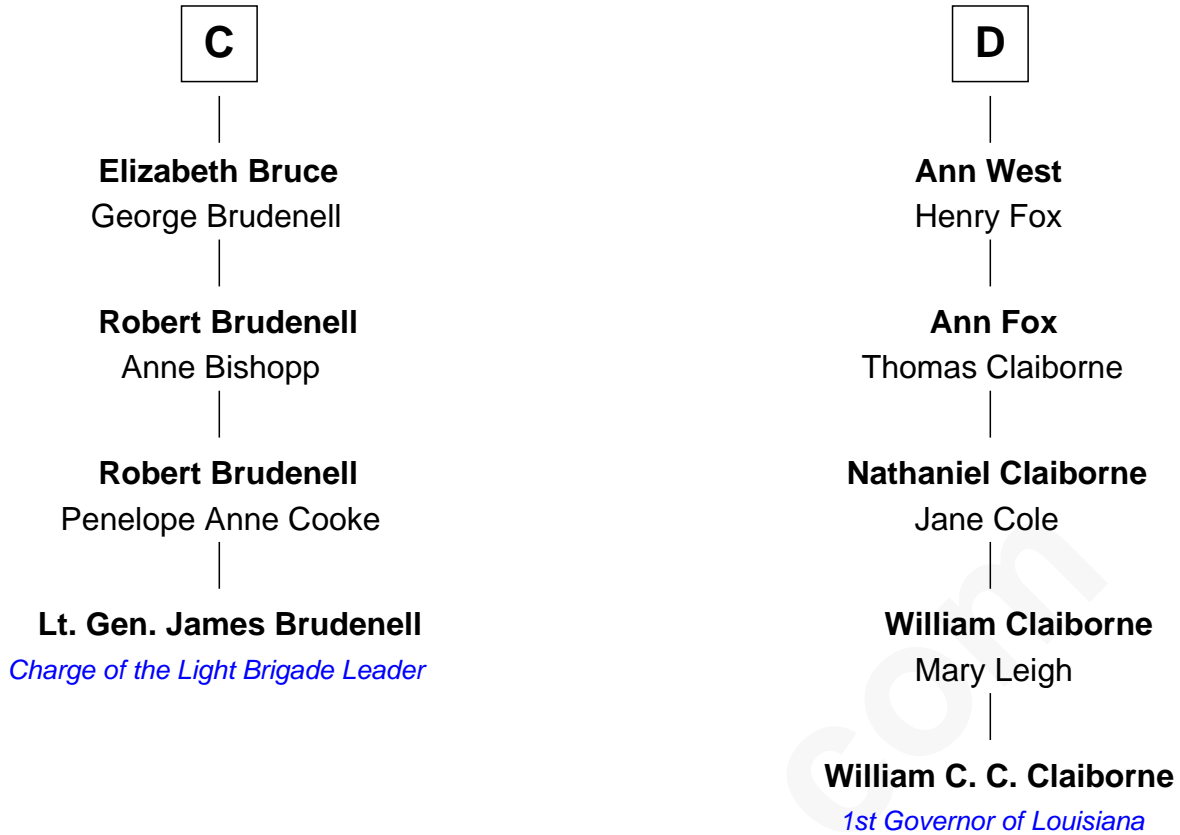 C
Elizabeth Bruce
George Brudenell
Robert Brudenell
Anne Bishopp
Robert Brudenell
Penelope Anne Cooke
Lt. Gen. James Brudenell
Charge of the Light Brigade Leader
D
Ann West
Henry Fox
Ann Fox
Thomas Claiborne
Nathaniel Claiborne
Jane Cole
William Claiborne
Mary Leigh
William C. C. Claiborne
1st Governor of Louisiana
com